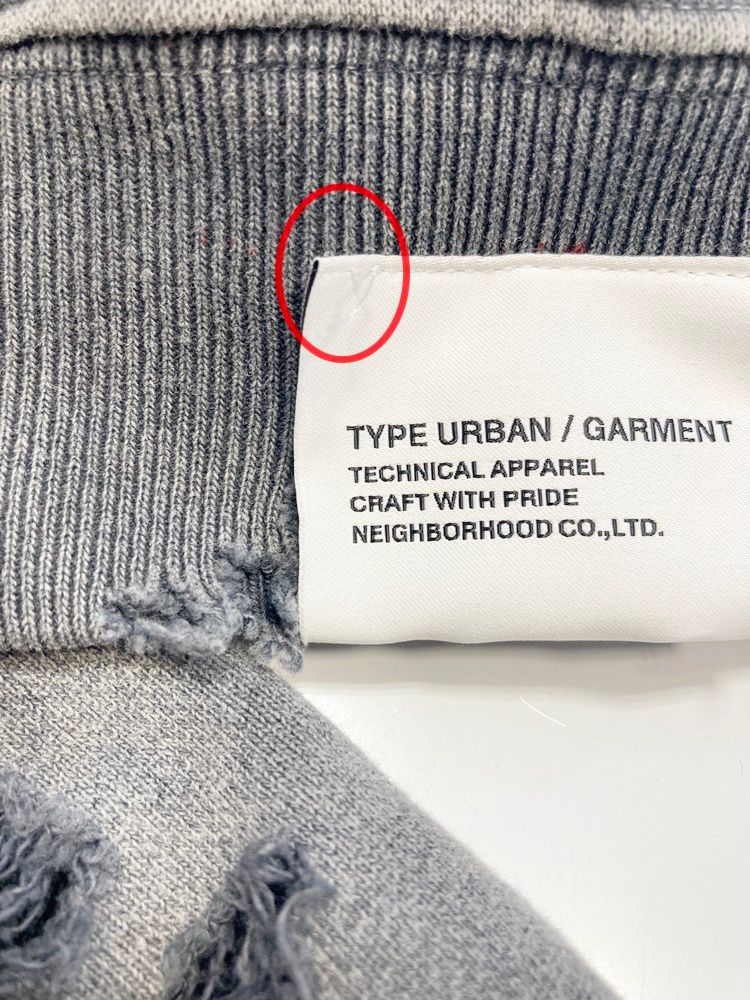 TYPE URBAN / GARMENT
TECHNICAL APPAREL
CRAFT WITH PRIDE
NEIGHBORHOOD CO.,LTD.